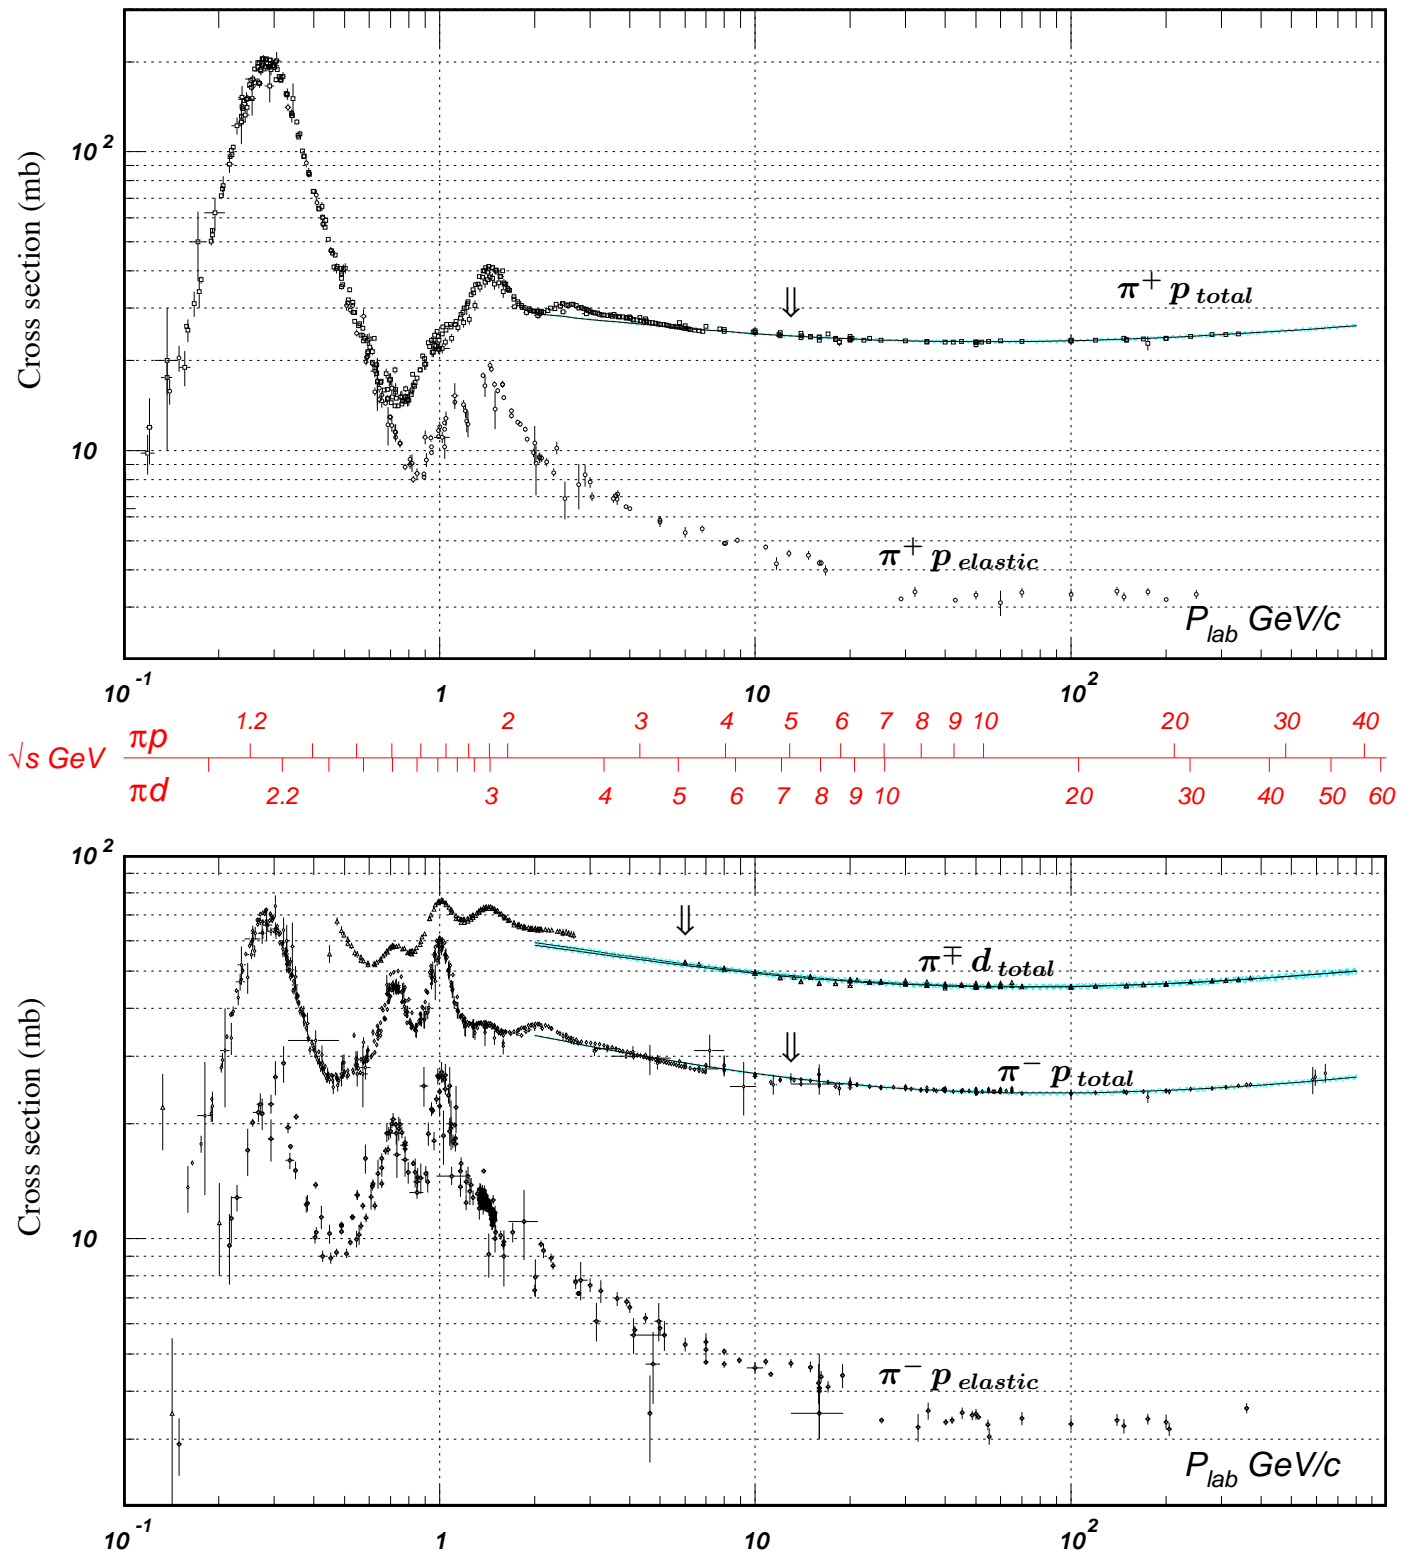 Cross section (mb)
10²
10
⇓
π⁺ p total
π⁺ p elastic
P lab GeV/c
10⁻¹ 1 10 10²
√s GeV
πp 1.2 2 3 4 5 6 7 8 9 10 20 30 40
πd 2.2 3 4 5 6 7 8 9 10 20 30 40 50 60
Cross section (mb)
10²
10
⇓
π∓ d total
⇓
π⁻ p total
π⁻ p elastic
P lab GeV/c
10⁻¹ 1 10 10²